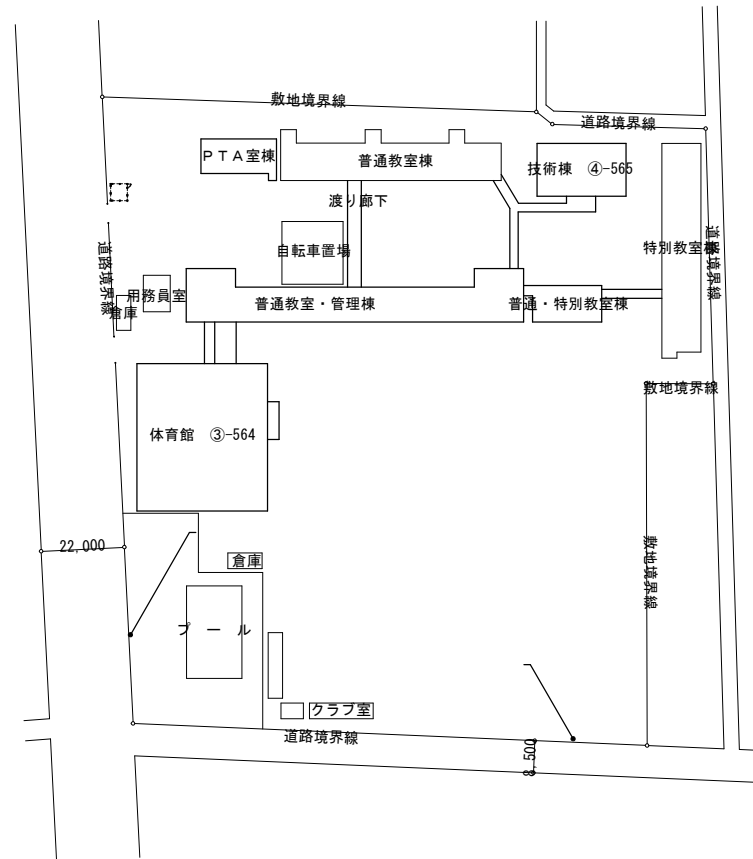 敷地境界線
道路境界線
ＰＴＡ室棟
普通教室棟
技術棟　④-565
渡り廊下
自転車置場
特別教室棟
道路境界線
道路境界線
用務員室
倉庫
普通教室・管理棟
普通・特別教室棟
敷地境界線
体育館　③-564
22,000
敷地境界線
倉庫
プール
クラブ室
道路境界線
8,500